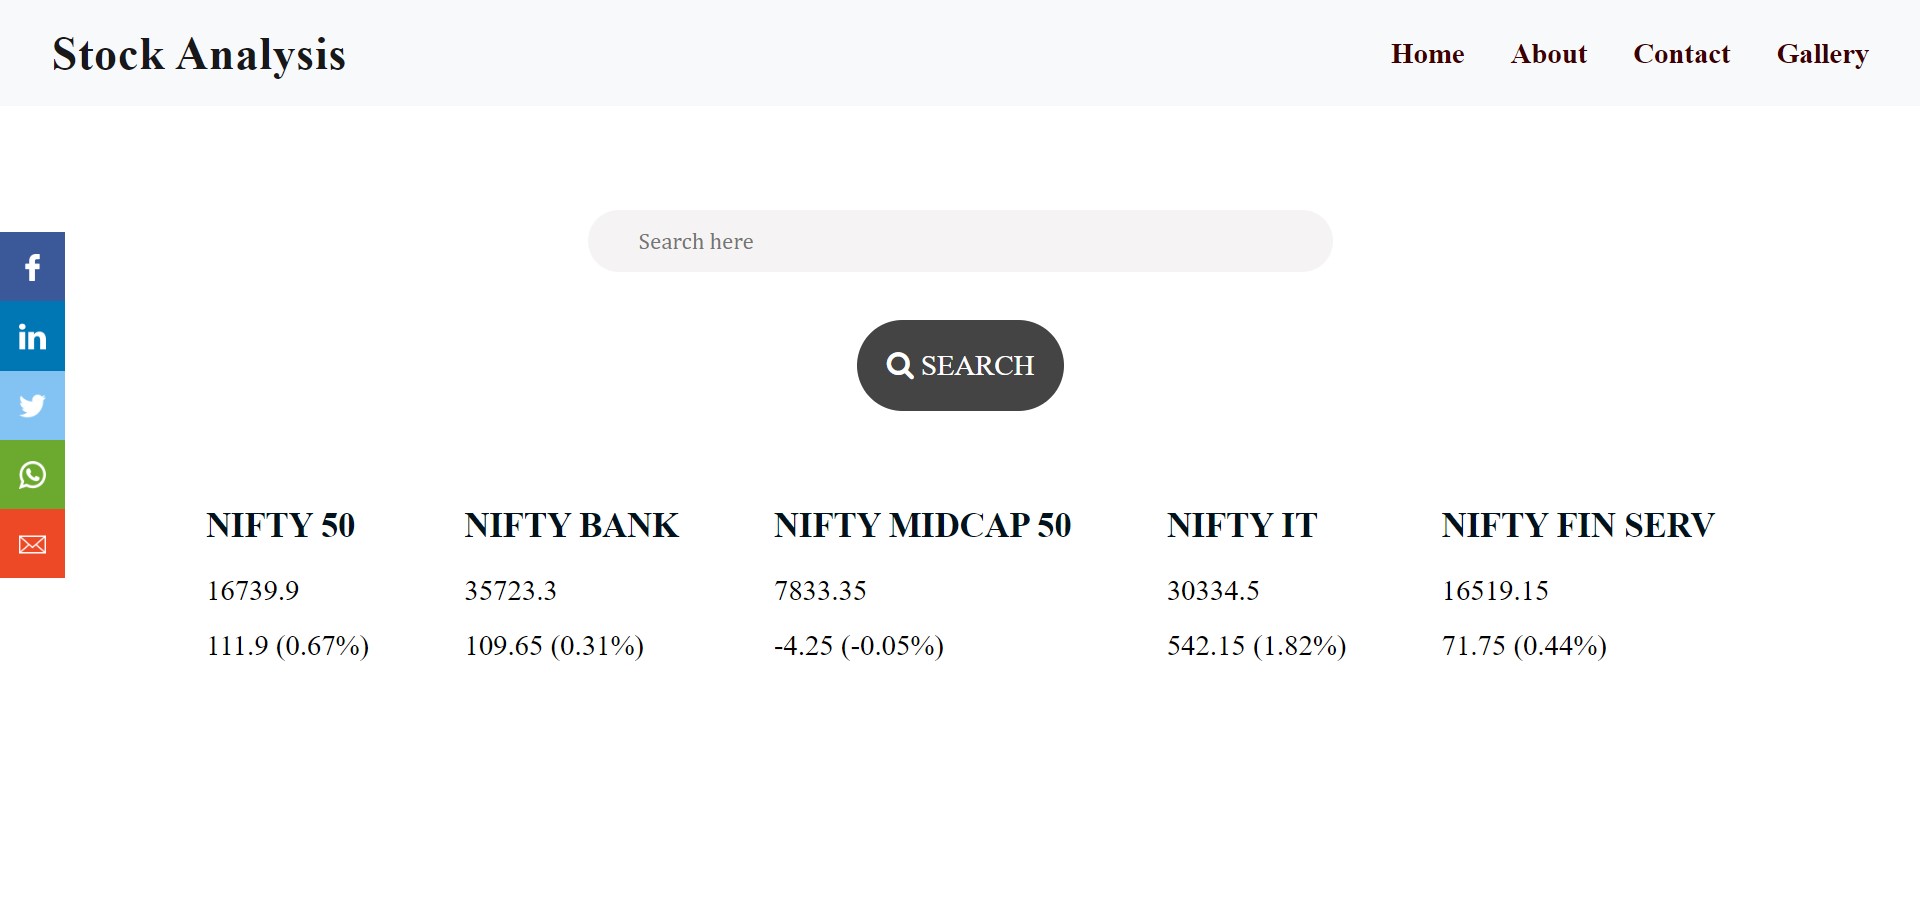 Stock Analysis Home About Contact Gallery
Search here
SEARCH
NIFTY 50 NIFTY BANK NIFTY MIDCAP 50 NIFTY IT NIFTY FIN SERV
16739.9 35723.3 7833.35 30334.5 16519.15
111.9 (0.67%) 109.65 (0.31%) -4.25 (-0.05%) 542.15 (1.82%) 71.75 (0.44%)